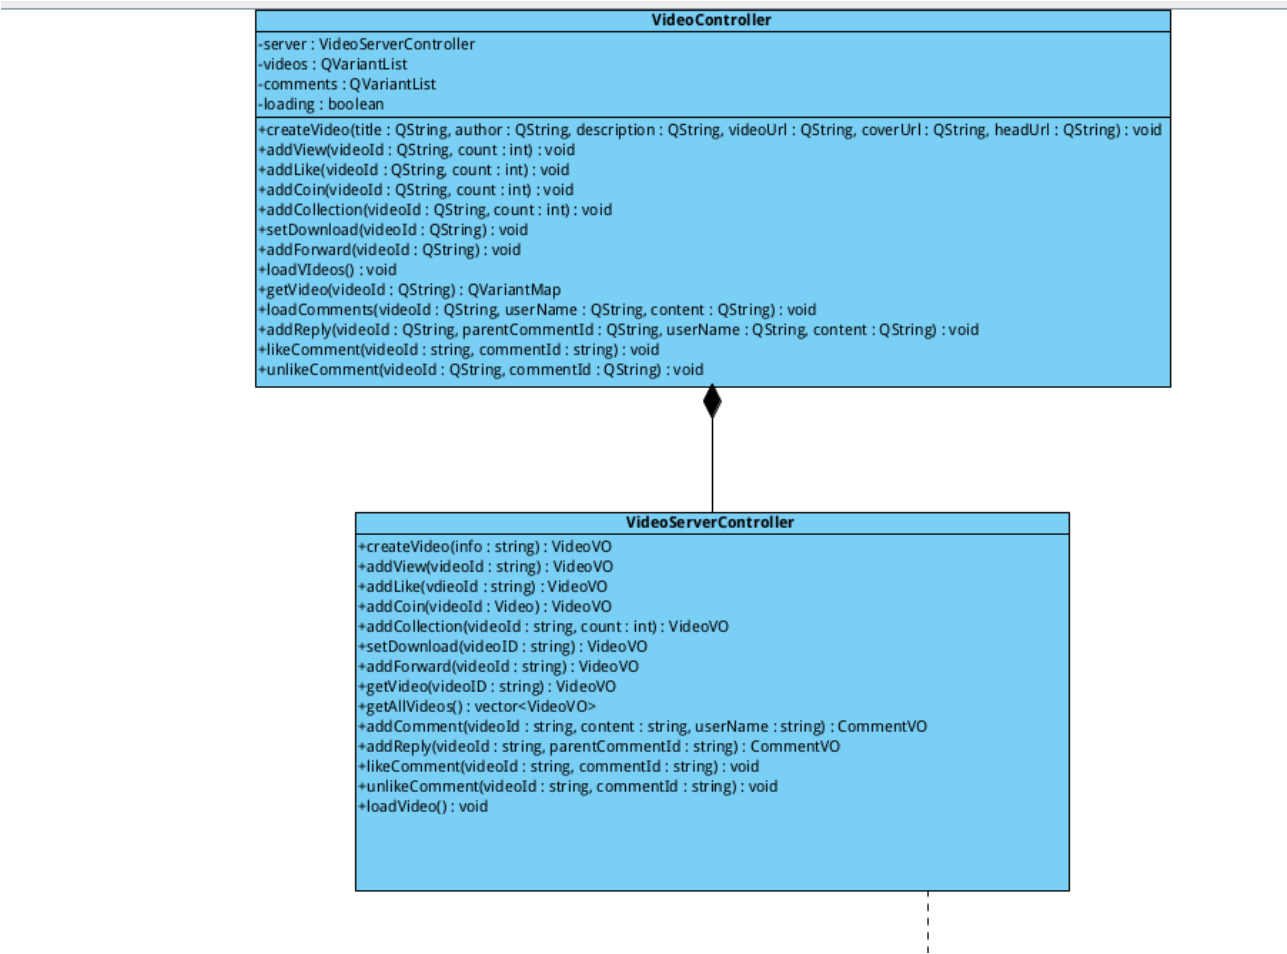 VideoController
-server : VideoServerController
-videos : QVariantList
-comments : QVariantList
-loading : boolean
+createVideo(title : QString, author : QString, description : QString, videoUrl : QString, coverUrl : QString, headUrl : QString) : void
+addView(videoId : QString, count : int) : void
+addLike(videoId : QString, count : int) : void
+addCoin(videoId : QString, count : int) : void
+addCollection(videoId : QString, count : int) : void
+setDownload(videoId : QString) : void
+addForward(videoId : QString) : void
+loadVIdeos() : void
+getVideo(videoId : QString) : QVariantMap
+loadComments(videoId : QString, userName : QString, content : QString) : void
+addReply(videoId : QString, parentCommentId : QString, userName : QString, content : QString) : void
+likeComment(videoId : string, commentId : string) : void
+unlikeComment(videoId : QString, commentId : QString) : void
VideoServerController
+createVideo(info : string) : VideoVO
+addView(videoId : string) : VideoVO
+addLike(vdieoId : string) : VideoVO
+addCoin(videoId : Video) : VideoVO
+addCollection(videoId : string, count : int) : VideoVO
+setDownload(videoID : string) : VideoVO
+addForward(videoId : string) : VideoVO
+getVideo(videoID : string) : VideoVO
+getAllVideos() : vector<VideoVO>
+addComment(videoId : string, content : string, userName : string) : CommentVO
+addReply(videoId : string, parentCommentId : string) : CommentVO
+likeComment(videoId : string, commentId : string) : void
+unlikeComment(videoId : string, commentId : string) : void
+loadVideo() : void